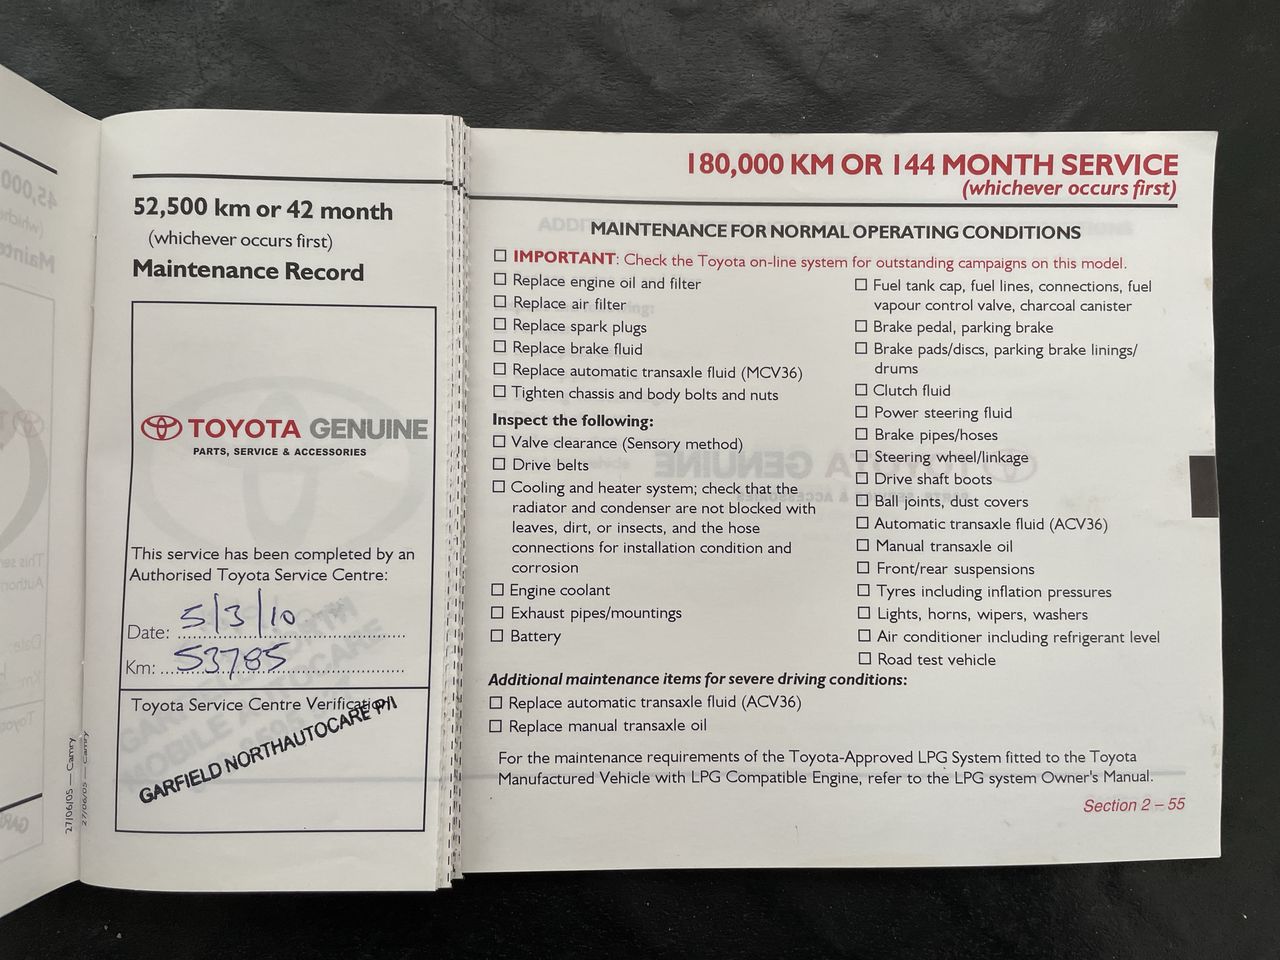 52,500 km or 42 month
(whichever occurs first)
Maintenance Record
TOYOTA GENUINE
PARTS, SERVICE & ACCESSORIES
This service has been completed by an
Authorised Toyota Service Centre:
Date: 5/3/10
Km: 53785
Toyota Service Centre Verification
GARFIELD NORTHAUTOCARE P/l
27/06/05 — Camry
27/06/05 — Camry
180,000 KM OR 144 MONTH SERVICE
(whichever occurs first)
MAINTENANCE FOR NORMAL OPERATING CONDITIONS
IMPORTANT: Check the Toyota on-line system for outstanding campaigns on this model.
Replace engine oil and filter
Replace air filter
Replace spark plugs
Replace brake fluid
Replace automatic transaxle fluid (MCV36)
Tighten chassis and body bolts and nuts
Inspect the following:
Valve clearance (Sensory method)
Drive belts
Cooling and heater system; check that the
radiator and condenser are not blocked with
leaves, dirt, or insects, and the hose
connections for installation condition and
corrosion
Engine coolant
Exhaust pipes/mountings
Battery
Fuel tank cap, fuel lines, connections, fuel
vapour control valve, charcoal canister
Brake pedal, parking brake
Brake pads/discs, parking brake linings/
drums
Clutch fluid
Power steering fluid
Brake pipes/hoses
Steering wheel/linkage
Drive shaft boots
Ball joints, dust covers
Automatic transaxle fluid (ACV36)
Manual transaxle oil
Front/rear suspensions
Tyres including inflation pressures
Lights, horns, wipers, washers
Air conditioner including refrigerant level
Road test vehicle
Additional maintenance items for severe driving conditions:
Replace automatic transaxle fluid (ACV36)
Replace manual transaxle oil
For the maintenance requirements of the Toyota-Approved LPG System fitted to the Toyota
Manufactured Vehicle with LPG Compatible Engine, refer to the LPG system Owner's Manual.
Section 2 – 55